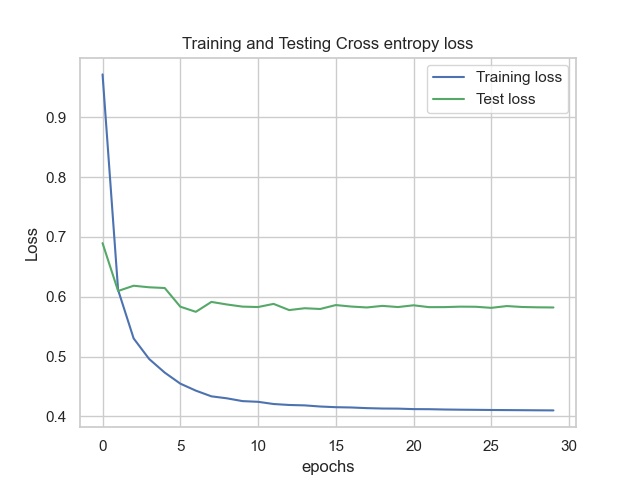 Training and Testing Cross entropy loss
Training loss
Test loss
0.9
0.8
0.7
0.6
0.5
0.4
Loss
0 5 10 15 20 25 30
epochs